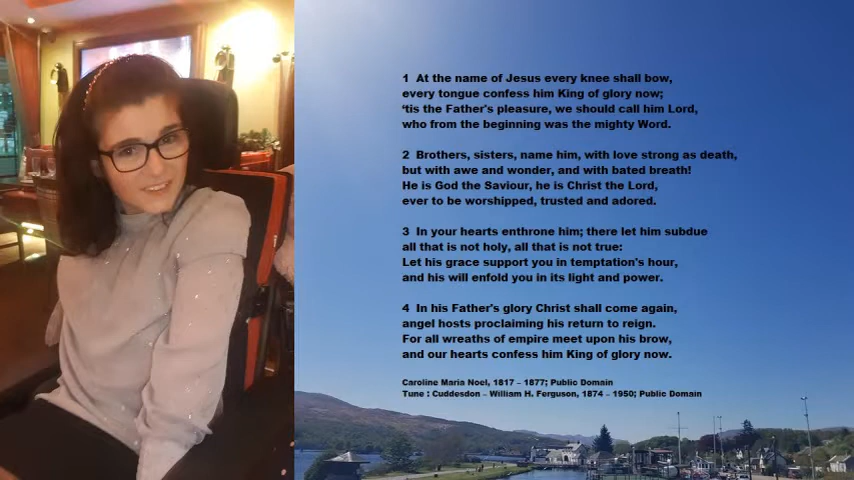 1 At the name of Jesus every knee shall bow,
every tongue confess him King of glory now;
‘tis the Father's pleasure, we should call him Lord,
who from the beginning was the mighty Word.
2 Brothers, sisters, name him, with love strong as death,
but with awe and wonder, and with bated breath!
He is God the Saviour, he is Christ the Lord,
ever to be worshipped, trusted and adored.
3 In your hearts enthrone him; there let him subdue
all that is not holy, all that is not true:
Let his grace support you in temptation's hour,
and his will enfold you in its light and power.
4 In his Father's glory Christ shall come again,
angel hosts proclaiming his return to reign.
For all wreaths of empire meet upon his brow,
and our hearts confess him King of glory now.
Caroline Maria Noel, 1817 – 1877; Public Domain
Tune : Cuddesdon – William H. Ferguson, 1874 – 1950; Public Domain